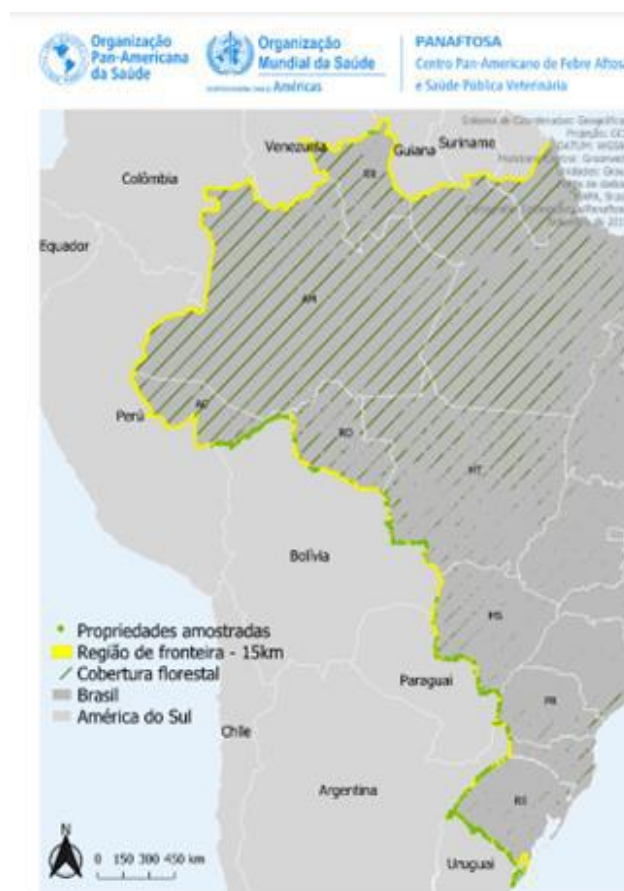 Organização
Pan-Americana
da Saúde
Organização
Mundial da Saúde
Américas
PANAFTOSA
Centro Pan-Americano de Febre Aftosa
e Saúde Pública Veterinária
Venezuela
Guiana
Suriname
Colômbia
RR
Equador
AM
Perú
AC
RO
MT
Bolívia
MS
Propriedades amostradas
Região de fronteira - 15km
Cobertura florestal
Brasil
América do Sul
Paraguai
PR
Chile
Argentina
RS
Uruguai
N
0 150 300 450 km